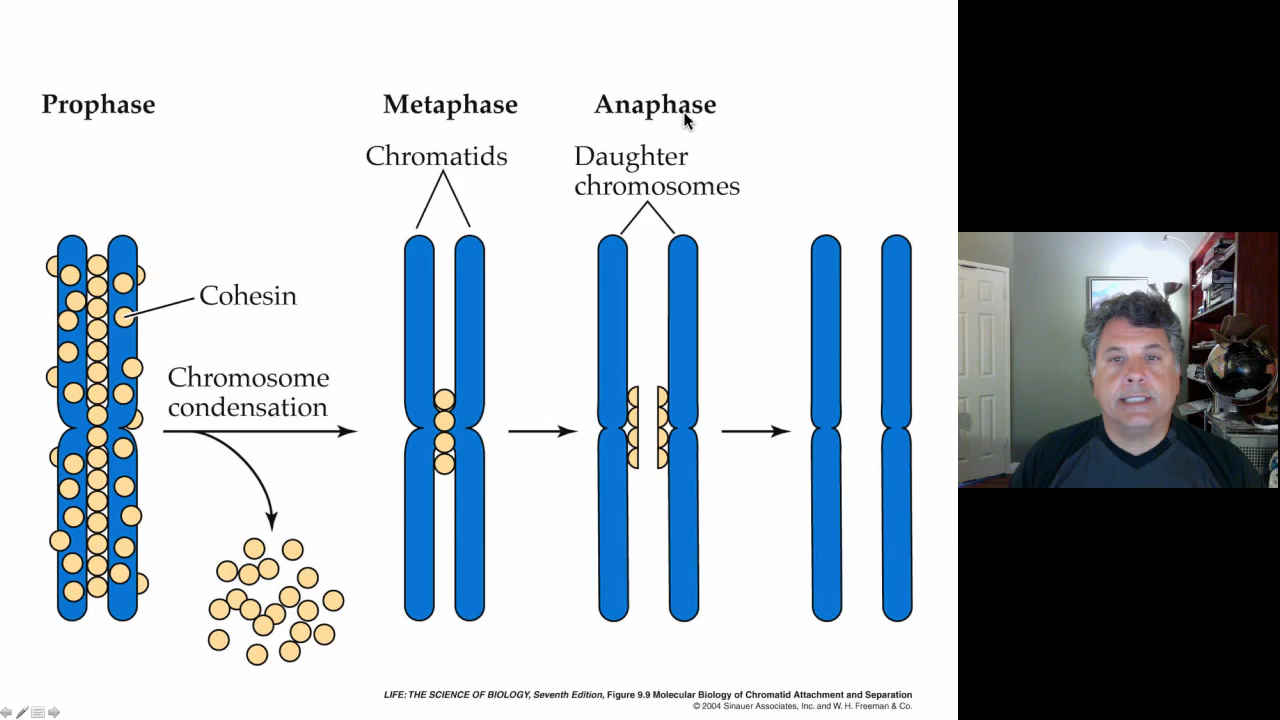 Prophase
Metaphase
Anaphase
Chromatids
Daughter
chromosomes
Cohesin
Chromosome
condensation
LIFE: THE SCIENCE OF BIOLOGY, Seventh Edition, Figure 9.9 Molecular Biology of Chromatid Attachment and Separation
© 2004 Sinauer Associates, Inc. and W. H. Freeman & Co.